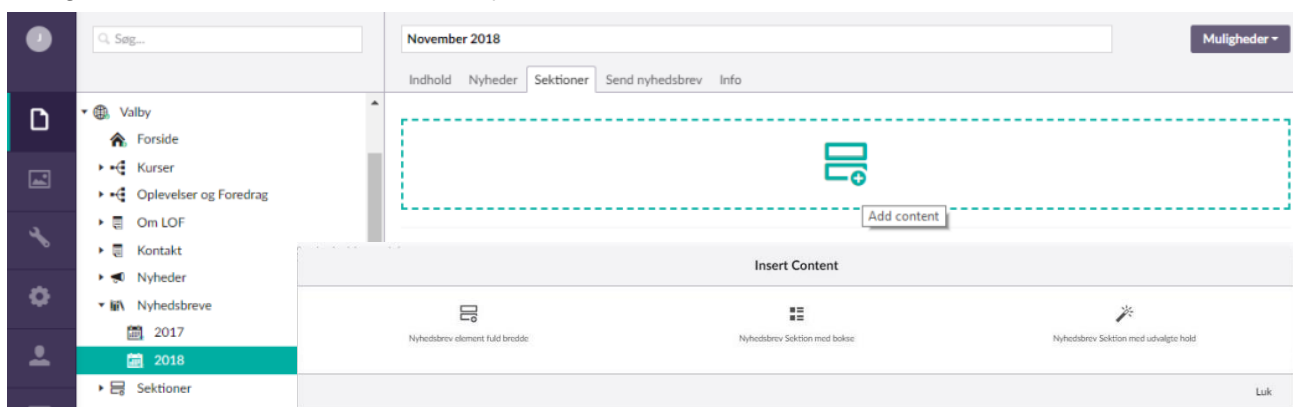 J
Søg...
November 2018
Muligheder
Indhold Nyheder Sektioner Send nyhedsbrev Info
Valby
Forside
Kurser
Oplevelser og Foredrag
Add content
Om LOF
Kontakt
Insert Content
Nyheder
Nyhedsbreve
2017
Nyhedsbrev element fuld bredde
Nyhedsbrev Sektion med bokse
Nyhedsbrev Sektion med udvalgte hold
2018
Sektioner
Luk